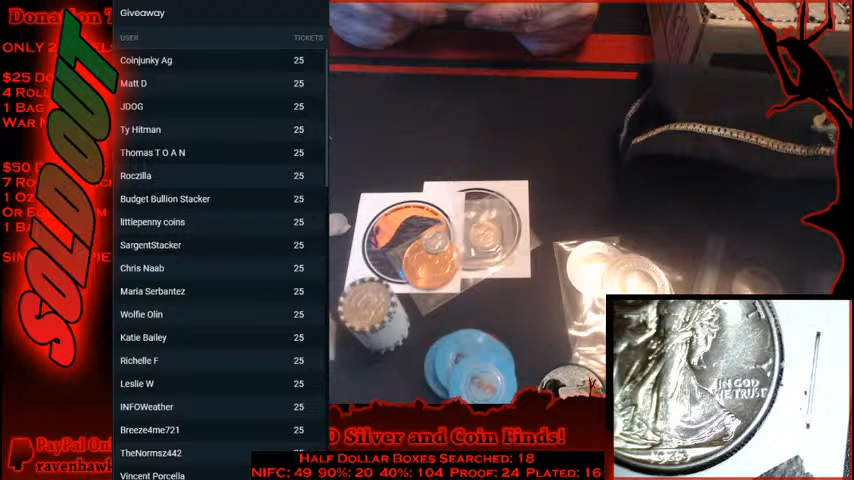 Donation T
ONLY 2
$25 Do
4 Roll
1 Bag
War N
$50 D
7 Ro
1 Oz
Or E
1 B
SOLD OUT
PayPal Onl
ravenhawk
Giveaway
USER TICKETS
Coinjunky Ag 25
Matt D 25
JDOG 25
Ty Hitman 25
Thomas T O A N 25
Roczilla 25
Budget Bullion Stacker 25
littlepenny coins 25
SargentStacker 25
Chris Naab 25
Maria Serbantez 25
Wolfie Olin 25
Katie Bailey 25
Richelle F 25
Leslie W 25
INFOWeather 25
Breeze4me721 25
TheNormsz442 25
Vincent Porcella 25
IN GOD
WE TRUST
1943
D Silver and Coin Finds!
Half Dollar Boxes Searched: 18
NIFC: 49 90%: 20 40%: 104 Proof: 24 Plated: 16